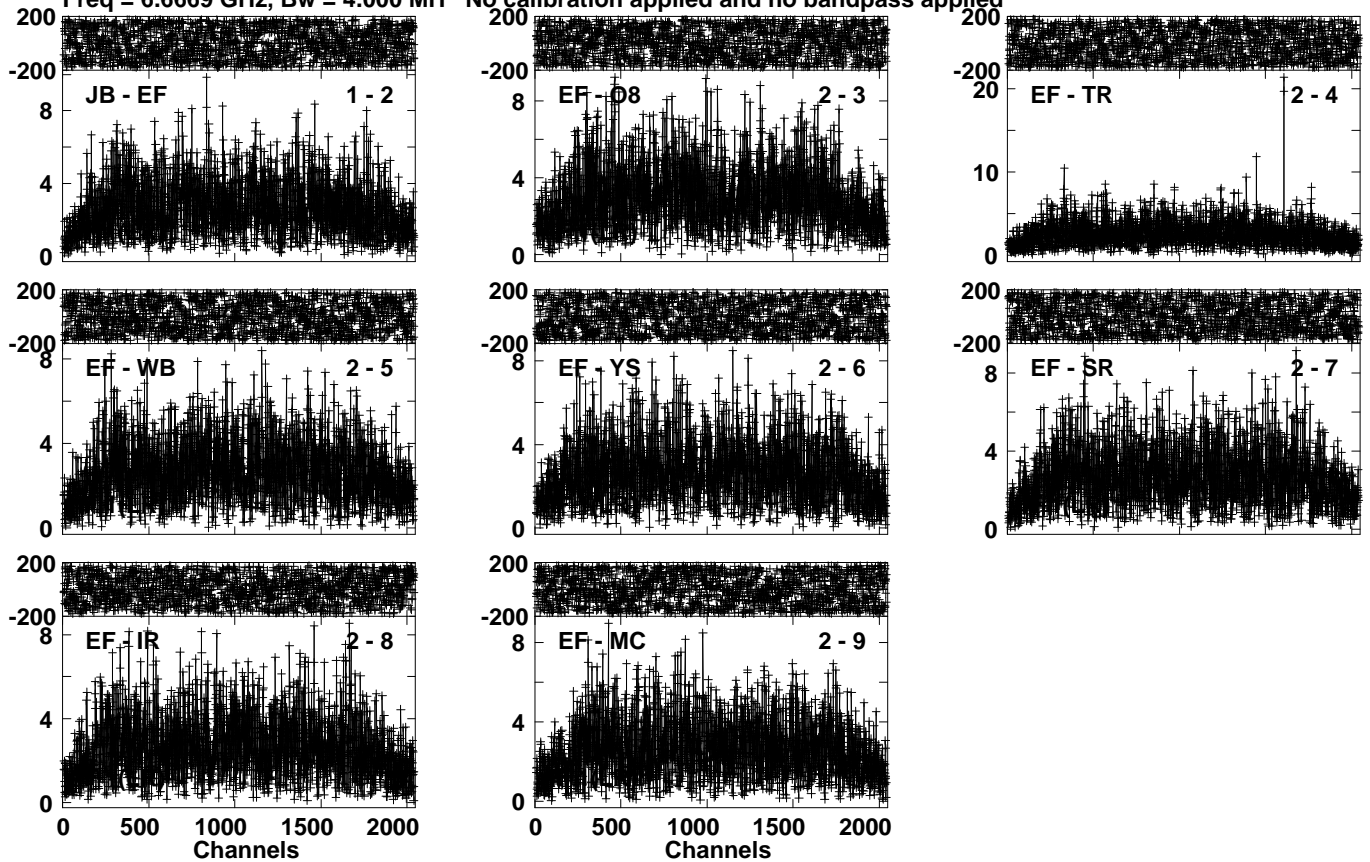 Freq = 6.6669 GHz, Bw = 4.000 MH No calibration applied and no bandpass applied
200 200 200
-200 -200 -200
JB - EF 1 - 2 EF - O8 2 - 3 EF - TR 2 - 4
8 8 20
4 4 10
0 0 0
200 200 200
-200 -200 -200
EF - WB 2 - 5 EF - YS 2 - 6 EF - SR 2 - 7
8 8 8
4 4 4
0 0 0
200 200
-200 -200
EF - IR 2 - 8 EF - MC 2 - 9
8 8
4 4
0 0
0 500 1000 1500 2000 0 500 1000 1500 2000
Channels Channels